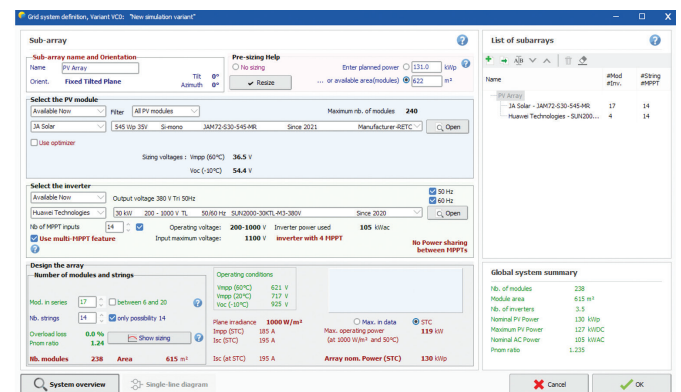 Grid system definition, Variant VC0: "New simulation variant"
Sub-array
Sub-array name and Orientation
Name PV Array
Orient. Fixed Tilted Plane
Tilt 0°
Azimuth 0°
Pre-sizing Help
No sizing
Resize
Enter planned power 131.0 kWp
... or available area(modules) 622 m²
Select the PV module
Available Now Filter All PV modules Maximum nb. of modules 240
JA Solar 545 Wp 35V Si-mono JAM72-S30-545-MR Since 2021 Manufacturer-RETC Open
Use optimizer
Sizing voltages : Vmpp (60°C) 36.5 V
Voc (-10°C) 54.4 V
Select the inverter
Available Now Output voltage 380 V Tri 50Hz
50 Hz
60 Hz
Huawei Technologies 30 kW 200 - 1000 V TL 50/60 Hz SUN2000-30KTL-M3-380V Since 2020 Open
Nb of MPPT inputs 14 Operating voltage: 200-1000 V Inverter power used 105 kWac
Use multi-MPPT feature Input maximum voltage: 1100 V inverter with 4 MPPT
No Power sharing
between MPPTs
Design the array
Number of modules and strings
Mod. in series 17 between 6 and 20
Nb. strings 14 only possibility 14
Overload loss 0.0 %
Pnom ratio 1.24
Show sizing
Nb. modules 238 Area 615 m²
Operating conditions
Vmpp (60°C) 621 V
Vmpp (20°C) 717 V
Voc (-10°C) 925 V
Plane irradiance 1000 W/m²
Impp (STC) 185 A
Isc (STC) 195 A
Isc (at STC) 195 A
Max. in data STC
Max. operating power 119 kW
(at 1000 W/m² and 50°C)
Array nom. Power (STC) 130 kWp
List of subarrays
Name #Mod #String
#Inv. #MPPT
PV Array
JA Solar - JAM72-S30-545-MR 17 14
Huawei Technologies - SUN200... 4 14
Global system summary
Nb. of modules 238
Module area 615 m²
Nb. of inverters 3.5
Nominal PV Power 130 kWp
Maximum PV Power 127 kWDC
Nominal AC Power 105 kWAC
Pnom ratio 1.235
System overview
Single-line diagram
Cancel
OK